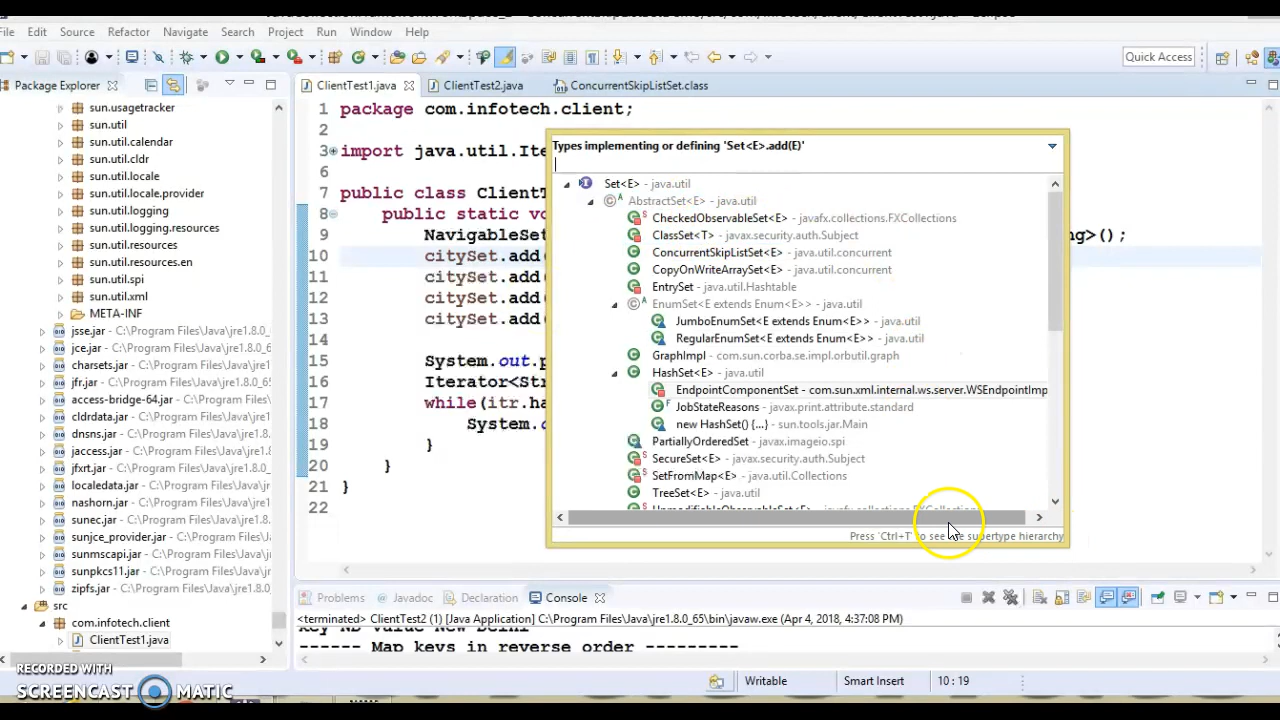 File Edit Source Refactor Navigate Search Project Run Window Help
Quick Access
Package Explorer
ClientTest1.java
ClientTest2.java
ConcurrentSkipListSet.class
sun.usagetracker
sun.util
sun.util.calendar
sun.util.cldr
sun.util.locale
sun.util.locale.provider
sun.util.logging
sun.util.logging.resources
sun.util.resources
sun.util.resources.en
sun.util.spi
sun.util.xml
META-INF
jsse.jar - C:\Program Files\Java\jre1.8.0_6
jce.jar - C:\Program Files\Java\jre1.8.0_65
charsets.jar - C:\Program Files\Java\jre1.8
jfr.jar - C:\Program Files\Java\jre1.8.0_65
access-bridge-64.jar - C:\Program Files\Ja
cldrdata.jar - C:\Program Files\Java\jre1.8
dnsns.jar - C:\Program Files\Java\jre1.8.0
jaccess.jar - C:\Program Files\Java\jre1.8.
jfxrt.jar - C:\Program Files\Java\jre1.8.0_6
localedata.jar - C:\Program Files\Java\jre1
nashorn.jar - C:\Program Files\Java\jre1.8
sunec.jar - C:\Program Files\Java\jre1.8.0
sunjce_provider.jar - C:\Program Files\Jav
sunmscapi.jar - C:\Program Files\Java\jre
sunpkcs11.jar - C:\Program Files\Java\jre1
zipfs.jar - C:\Program Files\Java\jre1.8.0_6
src
com.infotech.client
ClientTest1.java
1 package com.infotech.client;
2
3 import java.util.Ite
6
7 public class ClientT
8 public static vo
9 NavigableSet ng>();
10 citySet.add
11 citySet.add
12 citySet.add
13 citySet.add
14
15 System.out.p
16 Iterator<Str
17 while(itr.ha
18 System.o
19 }
20 }
21 }
22
Types implementing or defining 'Set<E>.add(E)'
Set<E> - java.util
AbstractSet<E> - java.util
CheckedObservableSet<E> - javafx.collections.FXCollections
ClassSet<T> - javax.security.auth.Subject
ConcurrentSkipListSet<E> - java.util.concurrent
CopyOnWriteArraySet<E> - java.util.concurrent
EntrySet - java.util.Hashtable
EnumSet<E extends Enum<E>> - java.util
JumboEnumSet<E extends Enum<E>> - java.util
RegularEnumSet<E extends Enum<E>> - java.util
GraphImpl - com.sun.corba.se.impl.orbutil.graph
HashSet<E> - java.util
EndpointComponentSet - com.sun.xml.internal.ws.server.WSEndpointImp
JobStateReasons - javax.print.attribute.standard
new HashSet() {...} - sun.tools.jar.Main
PartiallyOrderedSet - javax.imageio.spi
SecureSet<E> - javax.security.auth.Subject
SetFromMap<E> - java.util.Collections
TreeSet<E> - java.util
UnmodifiableObservableSet<E> - javafx.collections.FXCollections
Press 'Ctrl+T' to see the supertype hierarchy
Problems Javadoc Declaration Console
<terminated> ClientTest2 (1) [Java Application] C:\Program Files\Java\jre1.8.0_65\bin\javaw.exe (Apr 4, 2018, 4:37:08 PM)
Key ND value New Delhi
------ Map keys in reverse order ---------
RECORDED WITH
SCREENCAST MATIC
Writable
Smart Insert
10 : 19